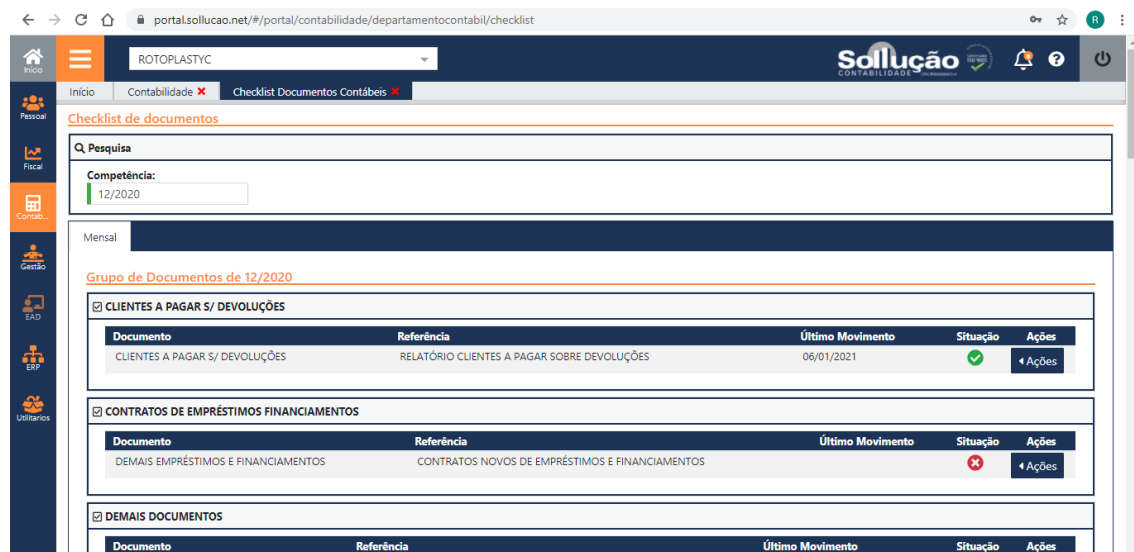 portal.sollucao.net/#/portal/contabilidade/departamentocontabil/checklist
R
Início
ROTOPLASTYC
Sollução
CONTABILIDADE
Início
Contabilidade
Checklist Documentos Contábeis
Pessoal
Fiscal
Contab...
Gestão
EAD
ERP
Utilitarios
Checklist de documentos
Pesquisa
Competência:
12/2020
Mensal
Grupo de Documentos de 12/2020
CLIENTES A PAGAR S/ DEVOLUÇÕES
Documento Referência Último Movimento Situação Ações
CLIENTES A PAGAR S/ DEVOLUÇÕES RELATÓRIO CLIENTES A PAGAR SOBRE DEVOLUÇÕES 06/01/2021 Ações
CONTRATOS DE EMPRÉSTIMOS FINANCIAMENTOS
Documento Referência Último Movimento Situação Ações
DEMAIS EMPRÉSTIMOS E FINANCIAMENTOS CONTRATOS NOVOS DE EMPRÉSTIMOS E FINANCIAMENTOS Ações
DEMAIS DOCUMENTOS
Documento Referência Último Movimento Situação Ações